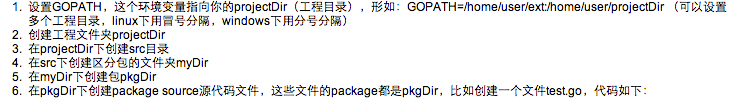 1. 设置GOPATH，这个环境变量指向你的projectDir（工程目录），形如：GOPATH=/home/user/ext:/home/user/projectDir （可以设置
多个工程目录，linux下用冒号分隔，windows下用分号分隔）
2. 创建工程文件夹projectDir
3. 在projectDir下创建src目录
4. 在src下创建区分包的文件夹myDir
5. 在myDir下创建包pkgDir
6. 在pkgDir下创建package source源代码文件，这些文件的package都是pkgDir，比如创建一个文件test.go，代码如下：